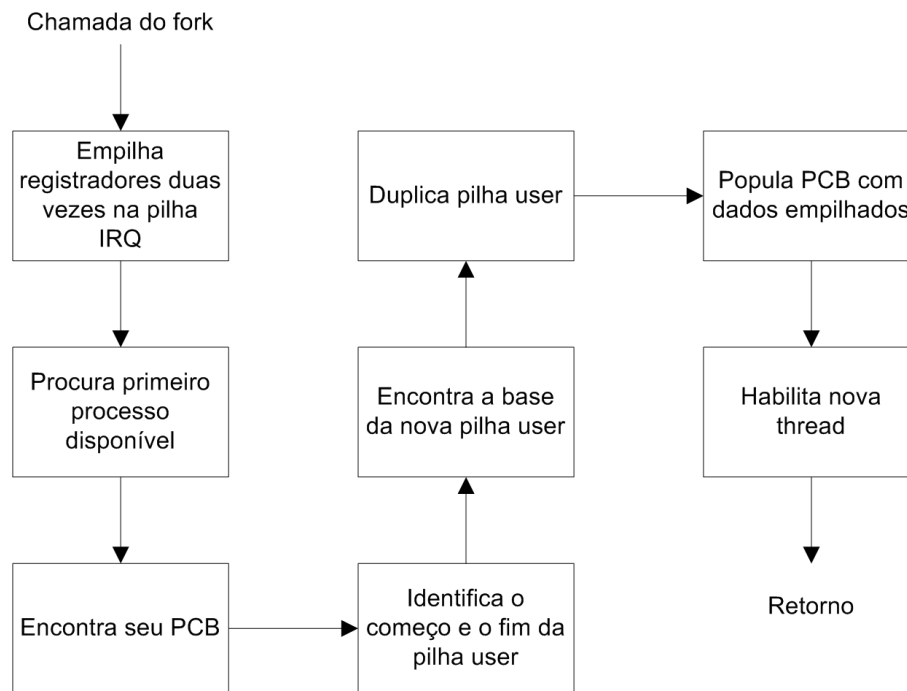 Chamada do fork
Empilha
registradores duas
vezes na pilha
IRQ
Procura primeiro
processo
disponível
Encontra seu PCB
Identifica o
começo e o fim da
pilha user
Encontra a base
da nova pilha user
Duplica pilha user
Popula PCB com
dados empilhados
Habilita nova
thread
Retorno